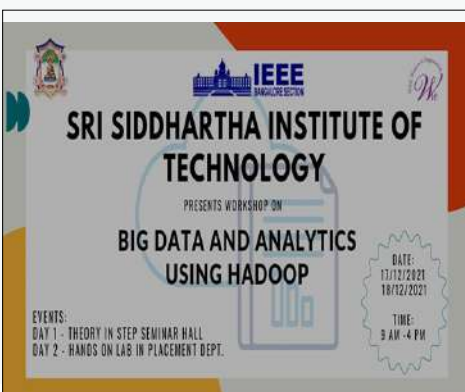 IEEE
BANGALORE SECTION
SRI SIDDHARTHA INSTITUTE OF
TECHNOLOGY
PRESENTS WORKSHOP ON
BIG DATA AND ANALYTICS
USING HADOOP
DATE:
17/12/2021
18/12/2021
TIME:
9 AM -4 PM
EVENTS:
DAY 1 - THEORY IN STEP SEMINAR HALL
DAY 2 - HANDS ON LAB IN PLACEMENT DEPT.